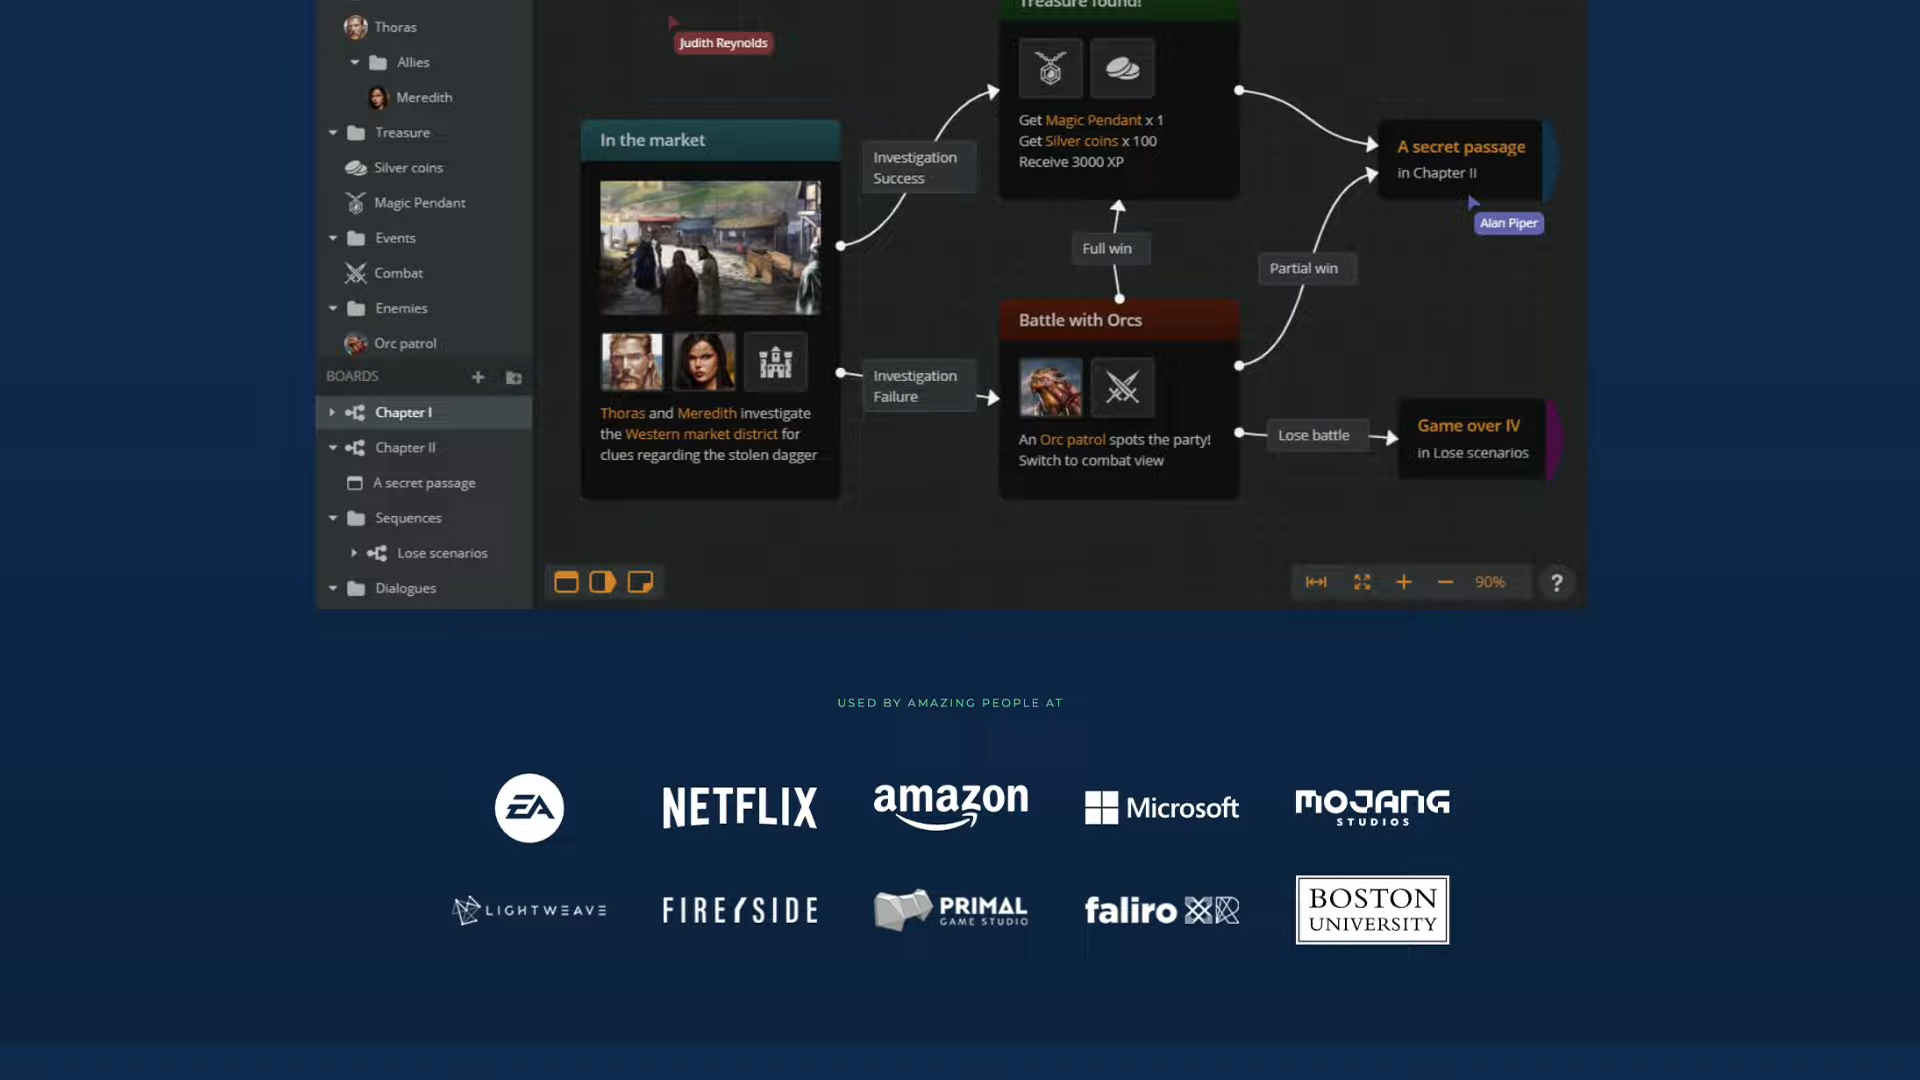 Thoras
Allies
Meredith
Treasure
Silver coins
Magic Pendant
Events
Combat
Enemies
Orc patrol
BOARDS
Chapter I
Chapter II
A secret passage
Sequences
Lose scenarios
Dialogues
Judith Reynolds
In the market
Thoras and Meredith investigate
the Western market district for
clues regarding the stolen dagger
Investigation
Success
Investigation
Failure
Treasure found!
Get Magic Pendant x 1
Get Silver coins x 100
Receive 3000 XP
Full win
Battle with Orcs
An Orc patrol spots the party!
Switch to combat view
Partial win
Lose battle
A secret passage
in Chapter II
Alan Piper
Game over IV
in Lose scenarios
90%
?
USED BY AMAZING PEOPLE AT
EA
NETFLIX
amazon
Microsoft
MOJANG
STUDIOS
LIGHTWEAVE
FIRE/SIDE
PRIMAL
GAME STUDIO
faliro XR
BOSTON
UNIVERSITY